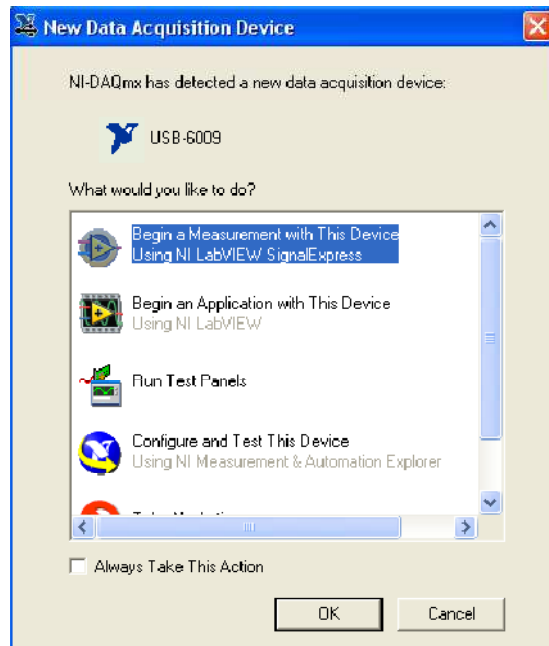 New Data Acquisition Device
NI-DAQmx has detected a new data acquisition device:
USB-6009
What would you like to do?
Begin a Measurement with This Device
Using NI LabVIEW SignalExpress
Begin an Application with This Device
Using NI LabVIEW
Run Test Panels
Configure and Test This Device
Using NI Measurement & Automation Explorer
Always Take This Action
OK
Cancel